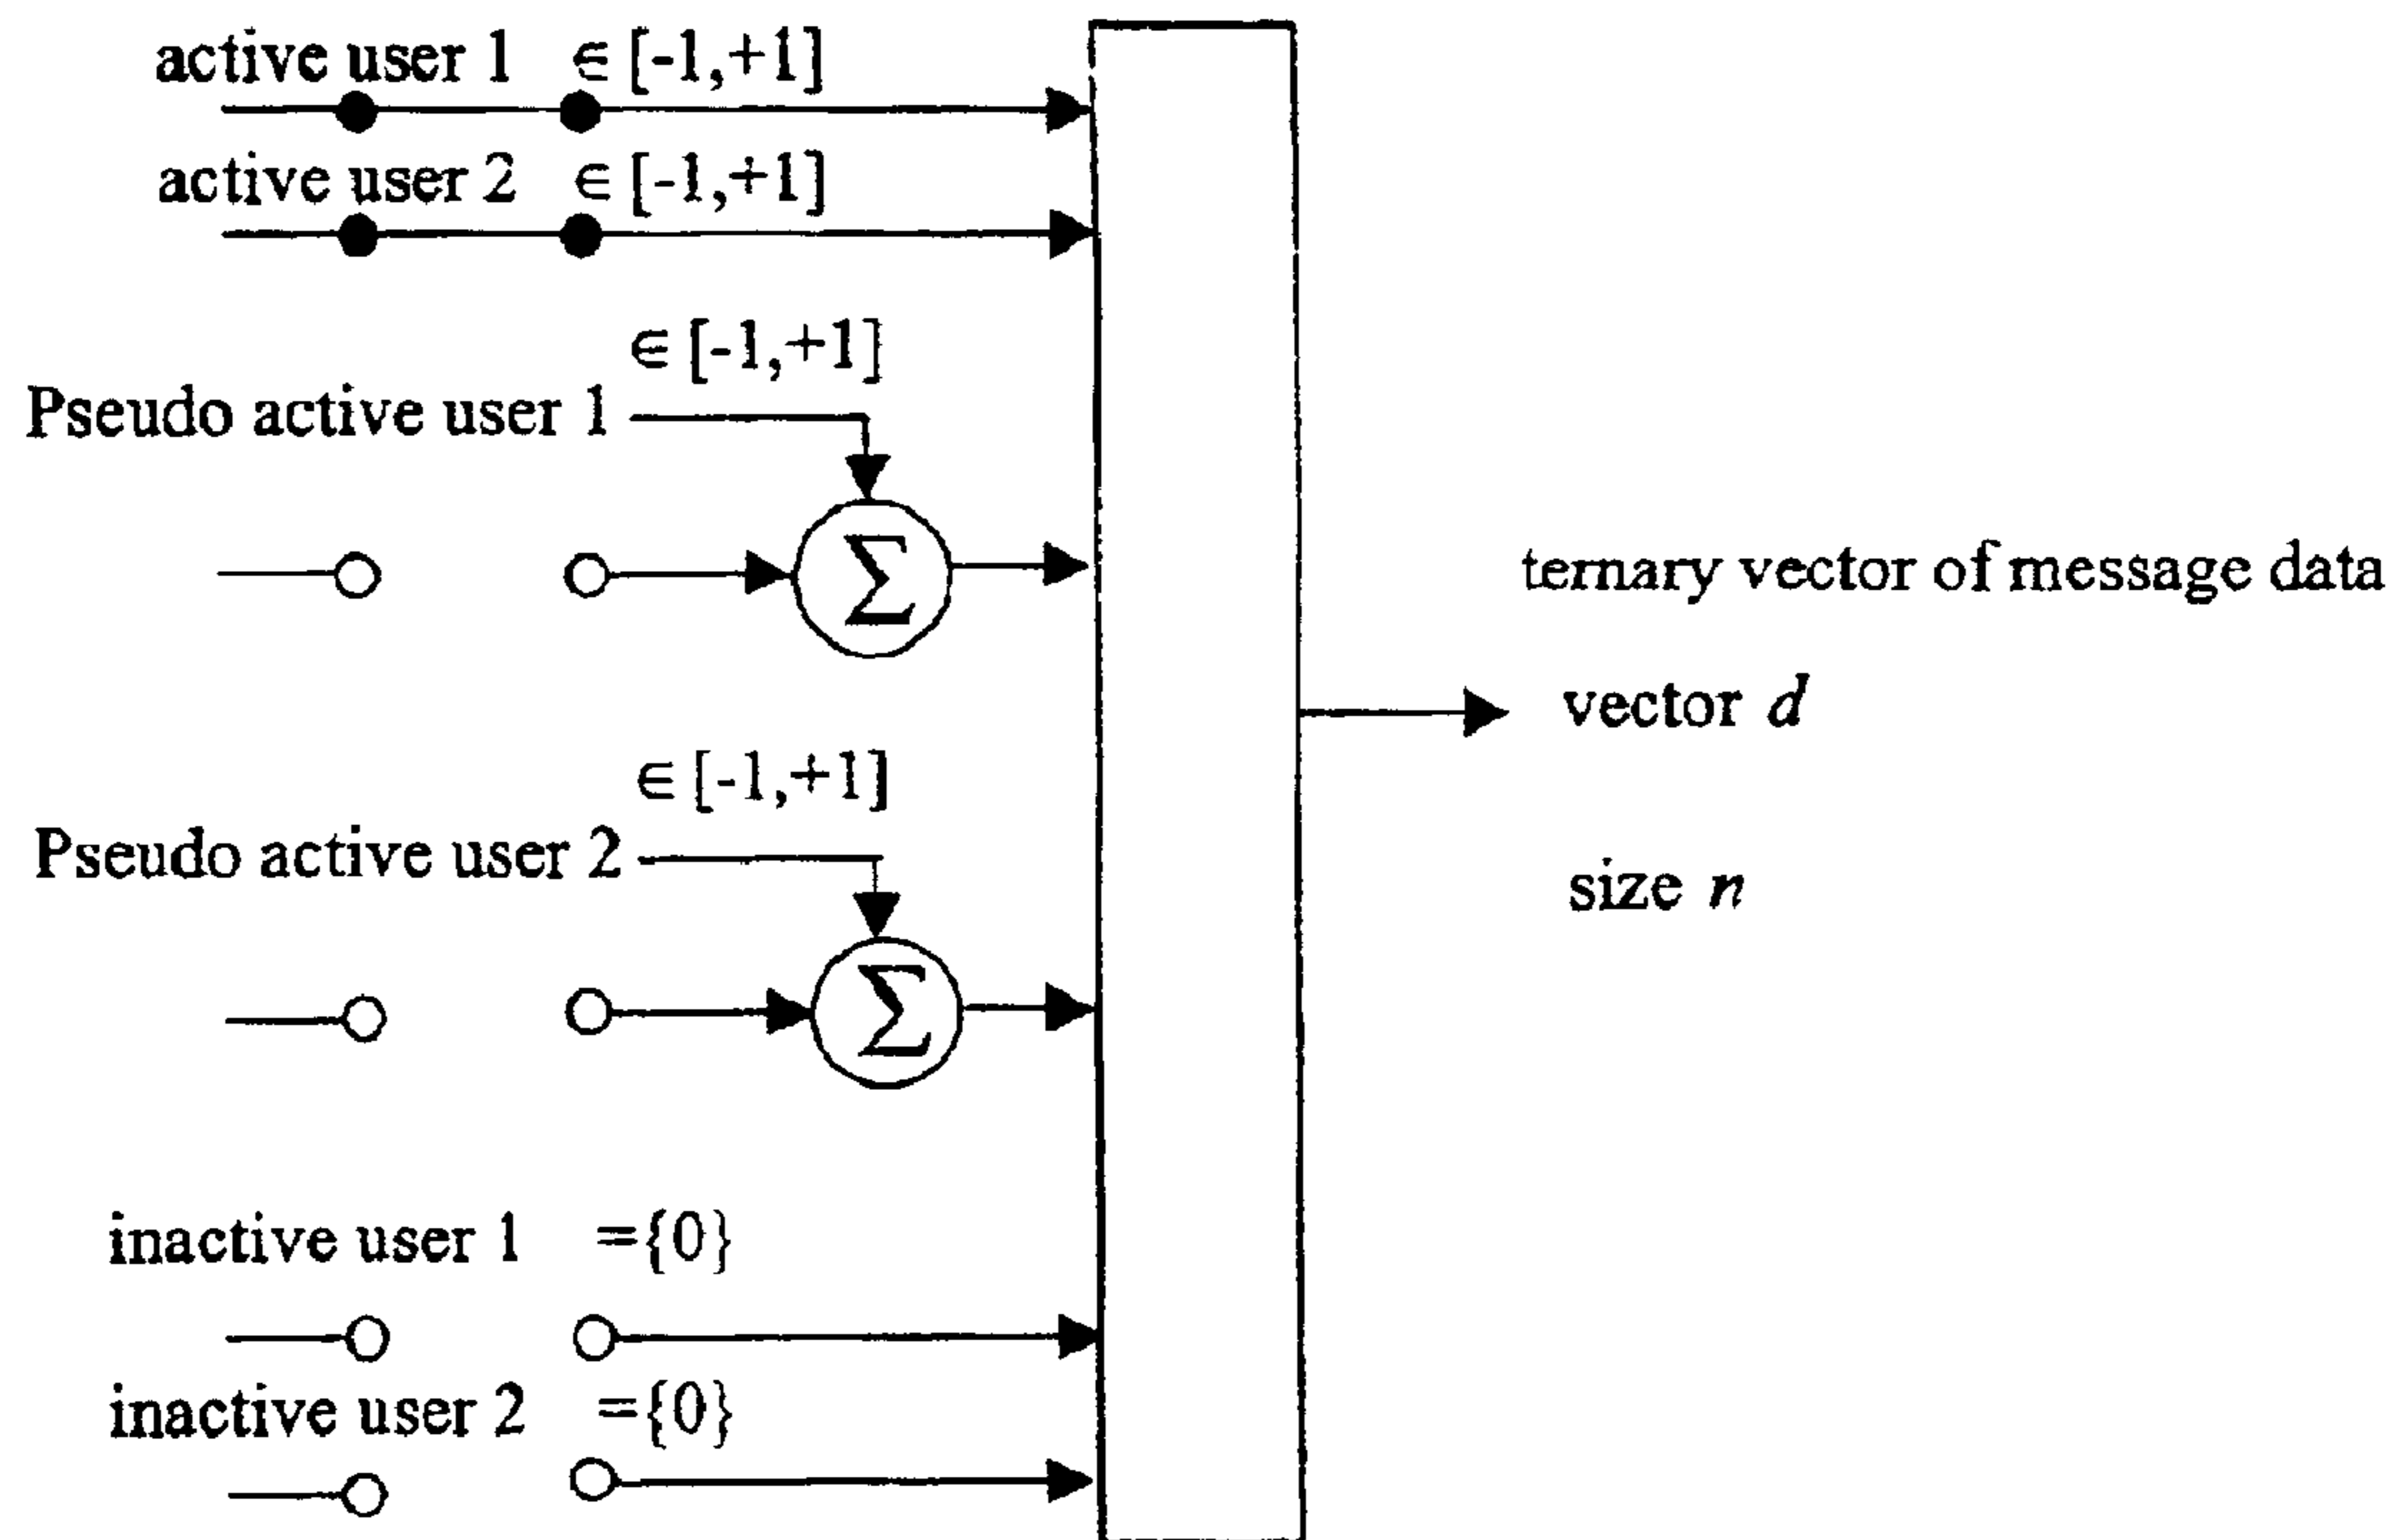 active user 1 ∈ [-1,+1]
active user 2 ∈ [-1,+1]
∈ [-1,+1]
Pseudo active user 1
Σ
ternary vector of message data
vector d
size n
∈ [-1,+1]
Pseudo active user 2
Σ
inactive user 1 ={0}
inactive user 2 ={0}